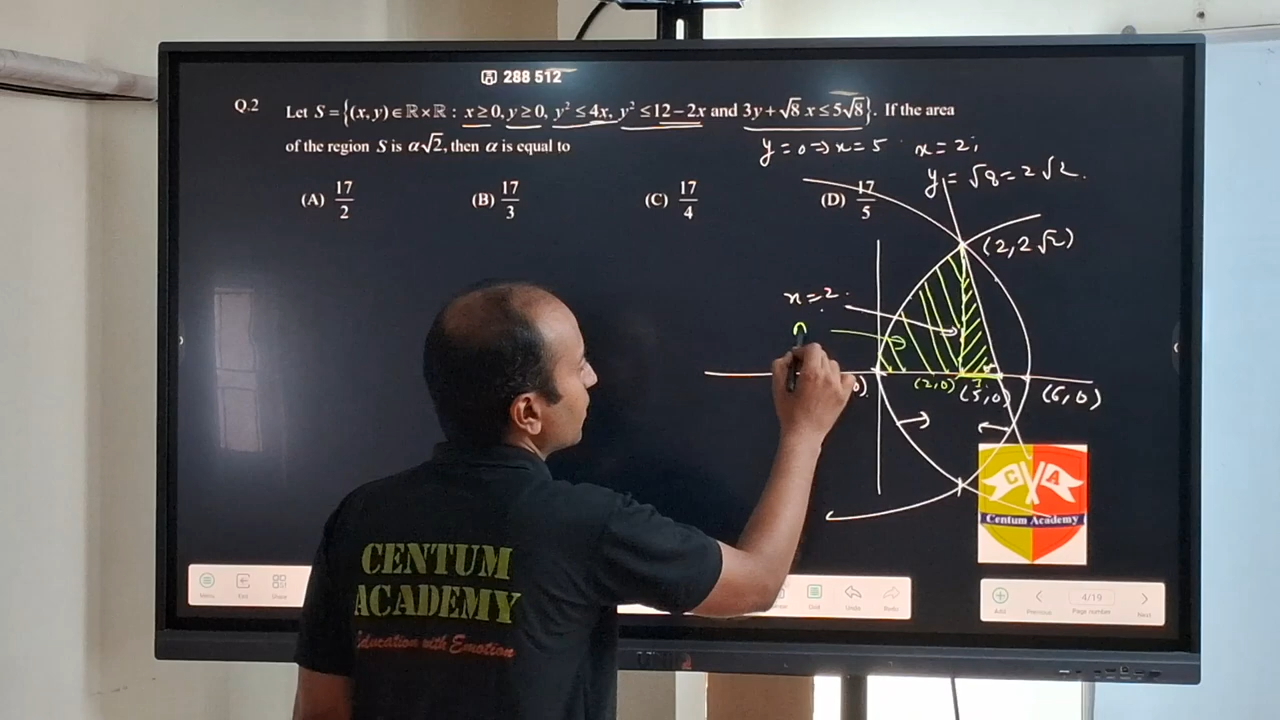 288 512
Q.2 Let S = {(x, y) ∈ ℝ×ℝ : x ≥ 0, y ≥ 0, y² ≤ 4x, y² ≤ 12 − 2x and 3y + √8 x ≤ 5√8}. If the area
of the region S is α√2, then α is equal to
y = 0 ⇒ x = 5 x = 2;
y = √8 = 2√2.
(A) 17/2 (B) 17/3 (C) 17/4 (D) 17/5
(2, 2√2)
x = 2.
(2,0) (5,0) (6,0)
CA
Centum Academy
CENTUM
ACADEMY
Education with Emotion
Menu End Undo Redo
Add Previous 4/19 Page number Next